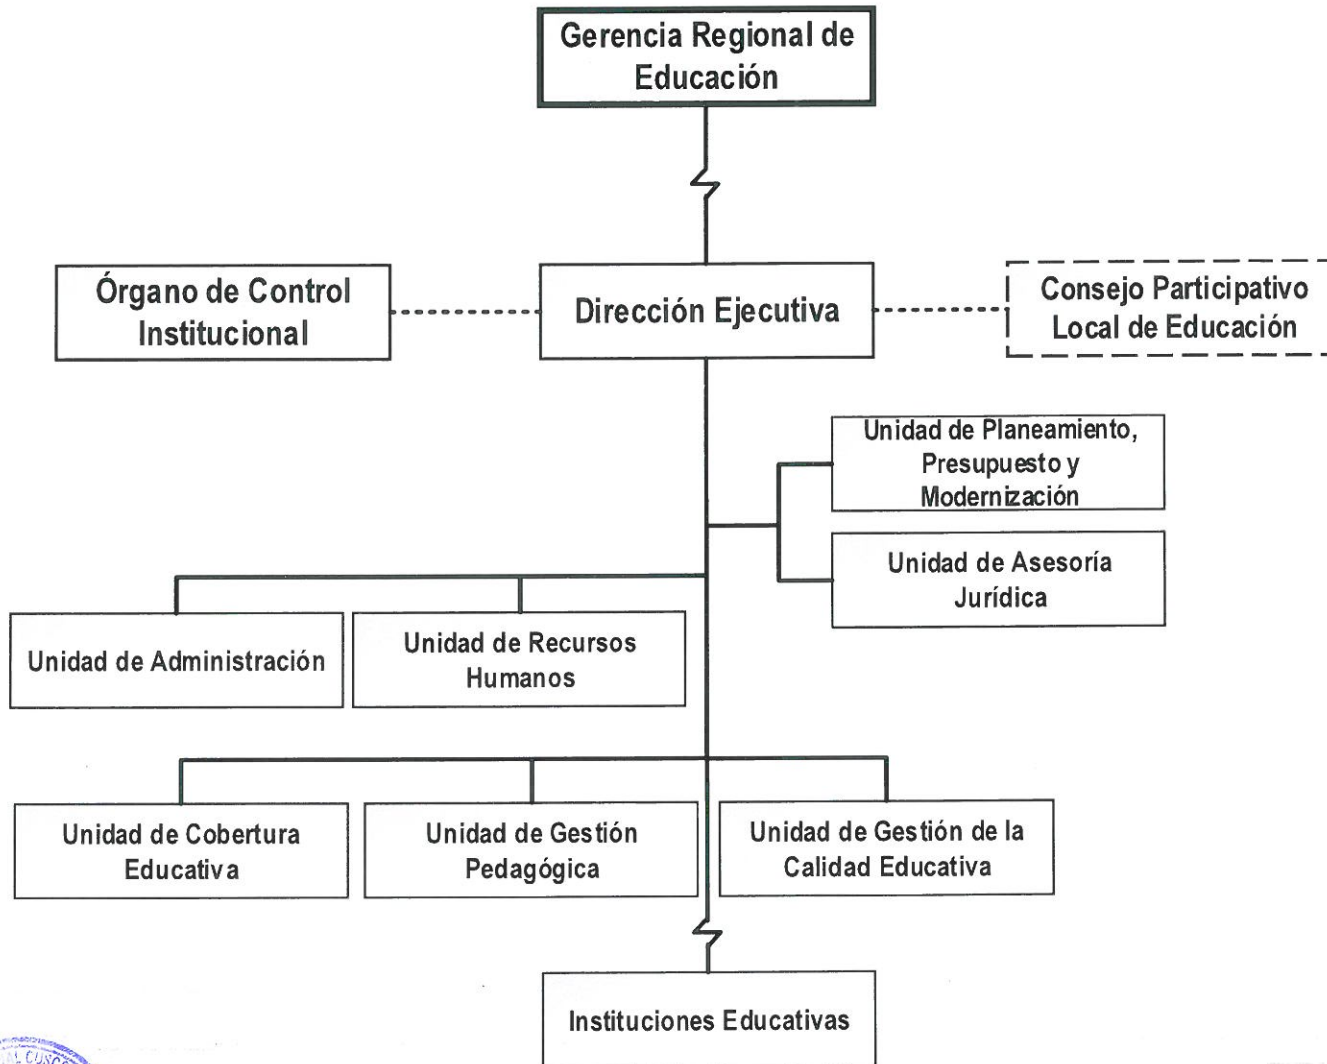 Gerencia Regional de
Educación
Órgano de Control
Institucional
Dirección Ejecutiva
Consejo Participativo
Local de Educación
Unidad de Planeamiento,
Presupuesto y
Modernización
Unidad de Asesoría
Jurídica
Unidad de Administración
Unidad de Recursos
Humanos
Unidad de Cobertura
Educativa
Unidad de Gestión
Pedagógica
Unidad de Gestión de la
Calidad Educativa
Instituciones Educativas
CUSCO